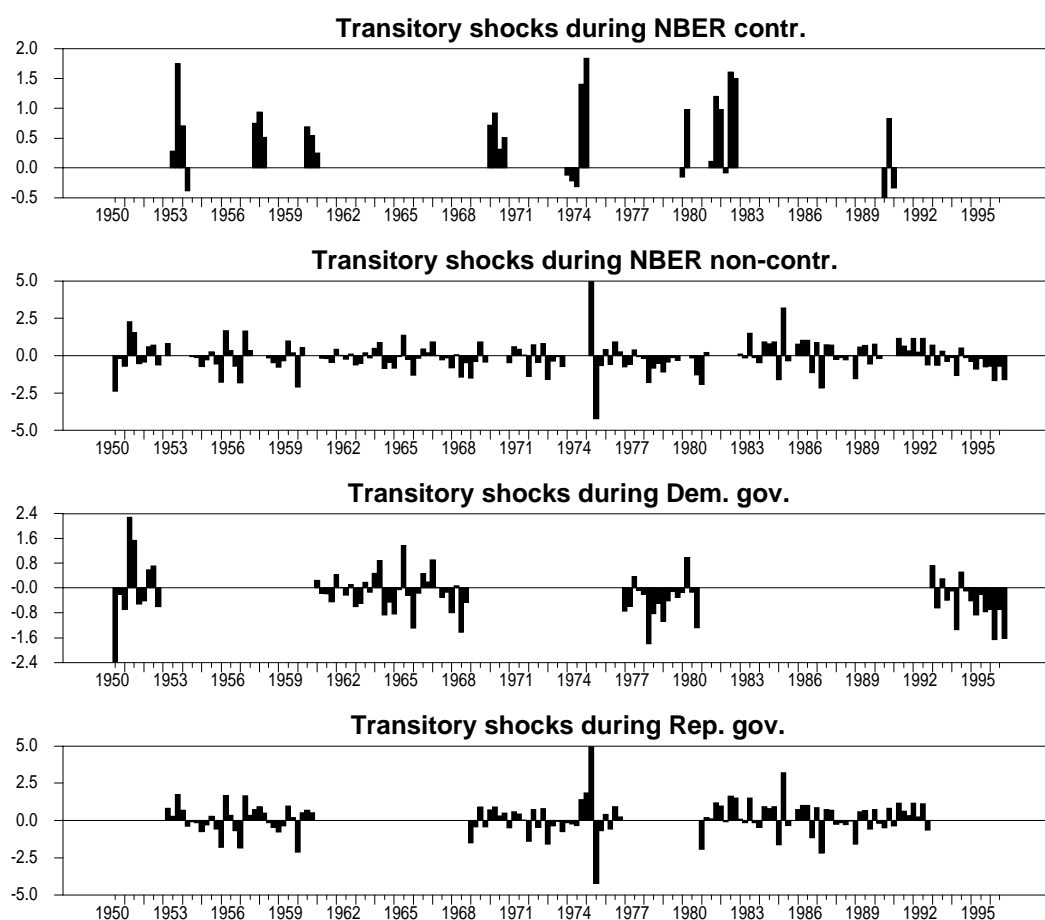 Transitory shocks during NBER contr.
2.0
1.5
1.0
0.5
0.0
-0.5
1950 1953 1956 1959 1962 1965 1968 1971 1974 1977 1980 1983 1986 1989 1992 1995
Transitory shocks during NBER non-contr.
5.0
2.5
0.0
-2.5
-5.0
1950 1953 1956 1959 1962 1965 1968 1971 1974 1977 1980 1983 1986 1989 1992 1995
Transitory shocks during Dem. gov.
2.4
1.6
0.8
-0.0
-0.8
-1.6
-2.4
1950 1953 1956 1959 1962 1965 1968 1971 1974 1977 1980 1983 1986 1989 1992 1995
Transitory shocks during Rep. gov.
5.0
2.5
0.0
-2.5
-5.0
1950 1953 1956 1959 1962 1965 1968 1971 1974 1977 1980 1983 1986 1989 1992 1995